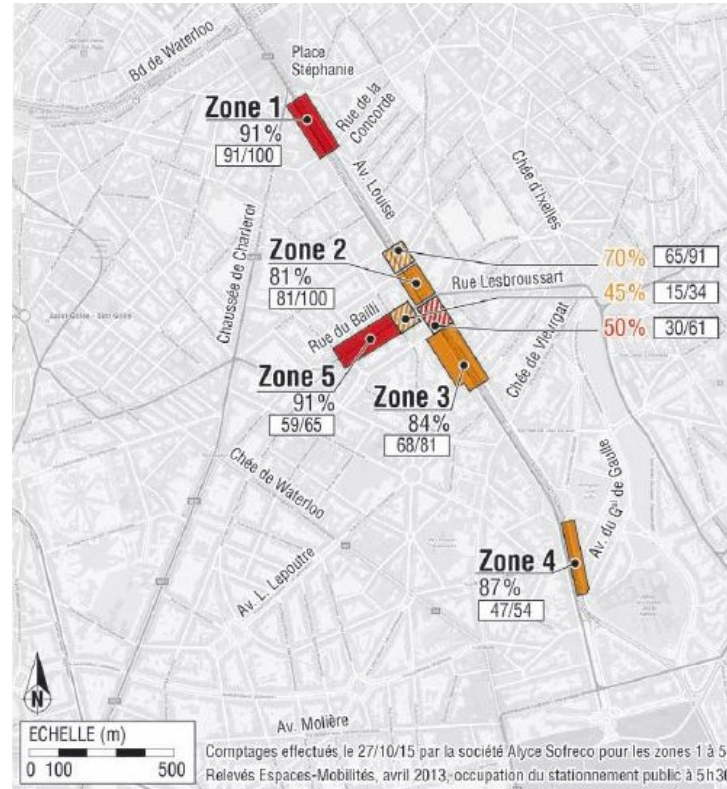 Bd de Waterloo
Place
Stéphanie
Zone 1
91%
91/100
Rue de la
Concorde
Av. Louise
Chée d'Ixelles
Chaussée de Charleroi
Zone 2
81%
81/100
70% 65/91
Rue Lesbroussart
45% 15/34
50% 30/61
Rue du Bailli
Chée de Vleurgat
Zone 5
91%
59/65
Zone 3
84%
68/81
Chée de Waterloo
Av. du Gal de Gaulle
Zone 4
87%
47/54
Av. L. Lepoutre
N
Av. Molière
ECHELLE (m)
0 100 500
Comptages effectués le 27/10/15 par la société Alyce Sofreco pour les zones 1 à 5
Relevés Espaces-Mobilités, avril 2013, occupation du stationnement public à 5h30